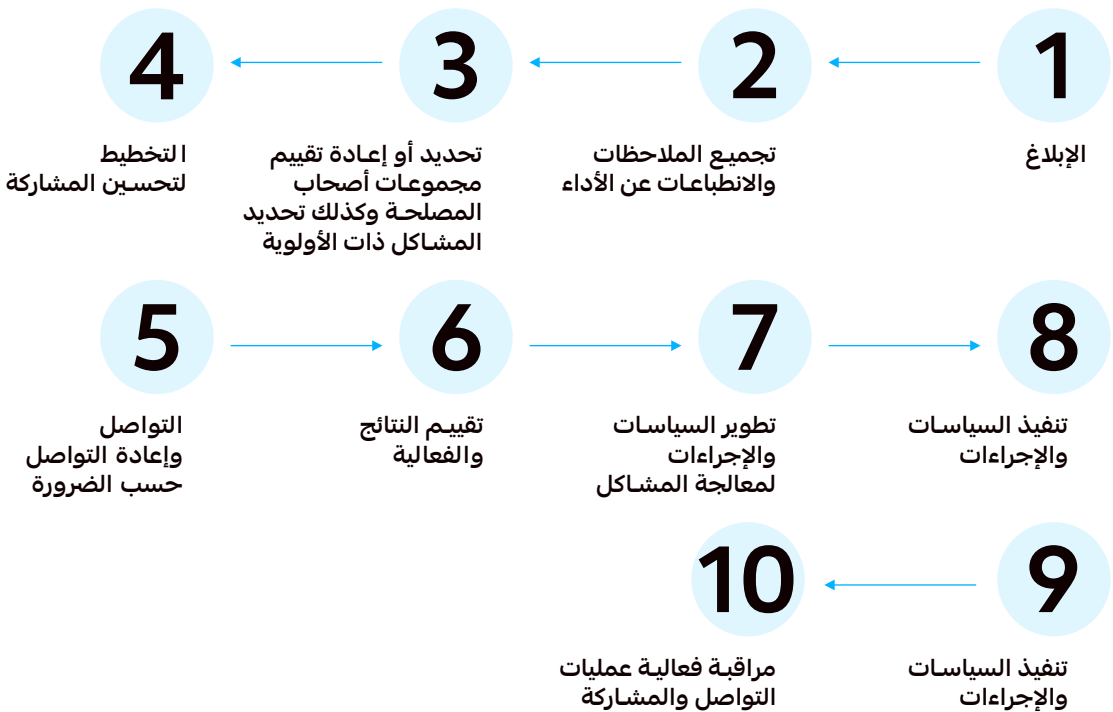 1
الإبلاغ
2
تجميع الملاحظات
والانطباعات عن الأداء
3
تحديد أو إعادة تقييم
مجموعات أصحاب
المصلحة وكذلك تحديد
المشاكل ذات الأولوية
4
التخطيط
لتحسين المشاركة
5
التواصل
وإعادة التواصل
حسب الضرورة
6
تقييم النتائج
والفعالية
7
تطوير السياسات
والإجراءات
لمعالجة المشاكل
8
تنفيذ السياسات
والإجراءات
9
تنفيذ السياسات
والإجراءات
10
مراقبة فعالية عمليات
التواصل والمشاركة